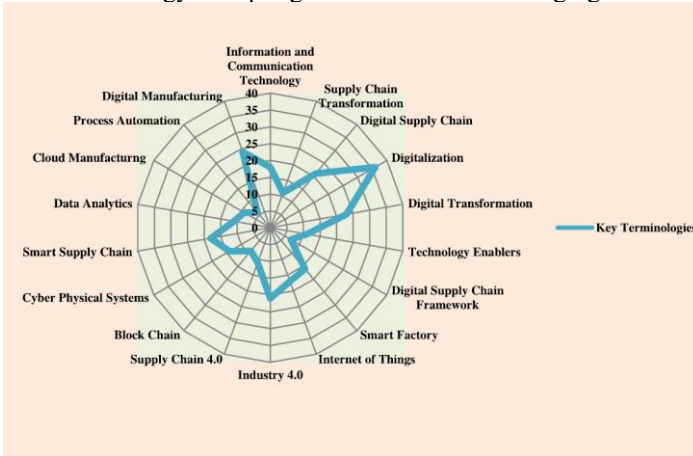 Information and
Communication
Technology
Supply Chain
Transformation
Digital Supply Chain
Digitalization
Digital Transformation
Technology Enablers
Digital Supply Chain
Framework
Smart Factory
Internet of Things
Industry 4.0
Supply Chain 4.0
Block Chain
Cyber Physical Systems
Smart Supply Chain
Data Analytics
Cloud Manufacturng
Process Automation
Digital Manufacturing
40
35
30
25
20
15
10
5
0
Key Terminologies